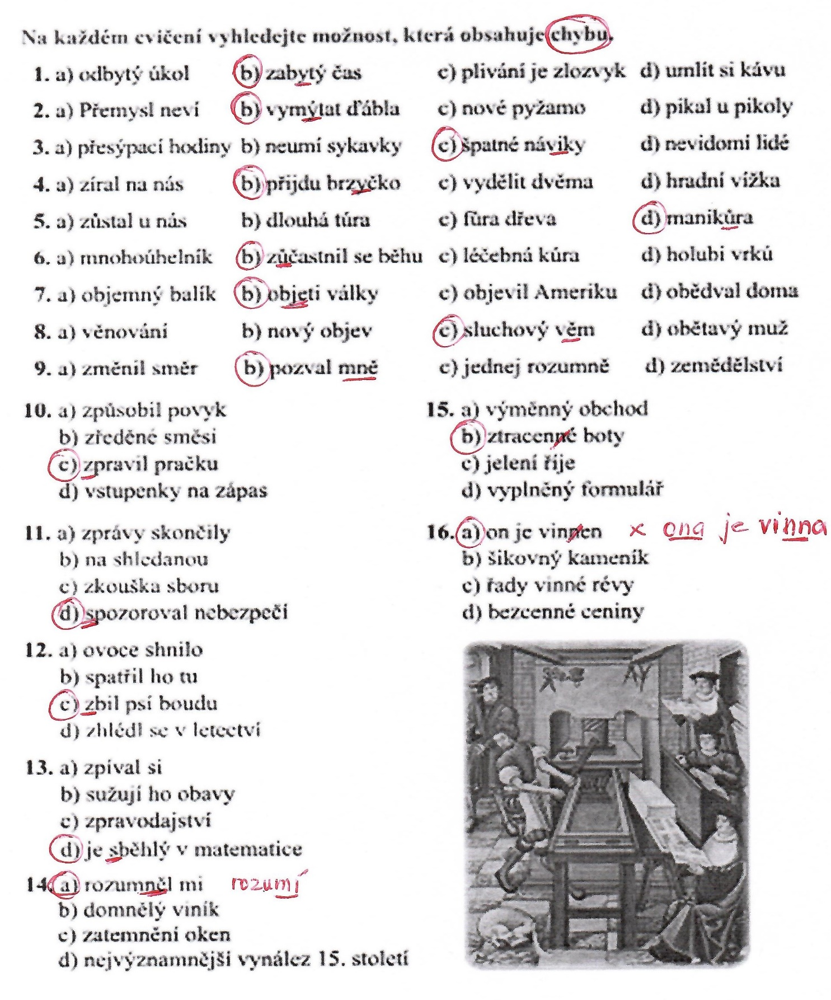 Na každém cvičení vyhledejte možnost, která obsahuje chybu.
1. a) odbytý úkol b) zabytý čas c) plivání je zlozvyk d) umlít si kávu
2. a) Přemysl neví b) vymýtat ďábla c) nové pyžamo d) pikal u pikoly
3. a) přesýpací hodiny b) neumí sykavky c) špatné náviky d) nevidomí lidé
4. a) zíral na nás b) přijdu brzyčko c) vydělit dvěma d) hradní vížka
5. a) zůstal u nás b) dlouhá túra c) fůra dřeva d) manikůra
6. a) mnohoúhelník b) zůčastnil se běhu c) léčebná kúra d) holubi vrkú
7. a) objemný balík b) objeti války c) objevil Ameriku d) obědval doma
8. a) věnování b) nový objev c) sluchový věm d) obětavý muž
9. a) změnil směr b) pozval mně c) jednej rozumně d) zemědělství
10. a) způsobil povyk
b) zředěné směsi
c) zpravil pračku
d) vstupenky na zápas
11. a) zprávy skončily
b) na shledanou
c) zkouška sboru
d) spozoroval nebezpečí
12. a) ovoce shnilo
b) spatřil ho tu
c) zbil psí boudu
d) zhlédl se v letectví
13. a) zpíval si
b) sužují ho obavy
c) zpravodajství
d) je sběhlý v matematice
14. a) rozumněl mi rozumí
b) domnělý viník
c) zatemnění oken
d) nejvýznamnější vynález 15. století
15. a) výměnný obchod
b) ztracenné boty
c) jelení říje
d) vyplněný formulář
16. a) on je vinnen x ona je vinna
b) šikovný kameník
c) řady vinné révy
d) bezcenné ceniny